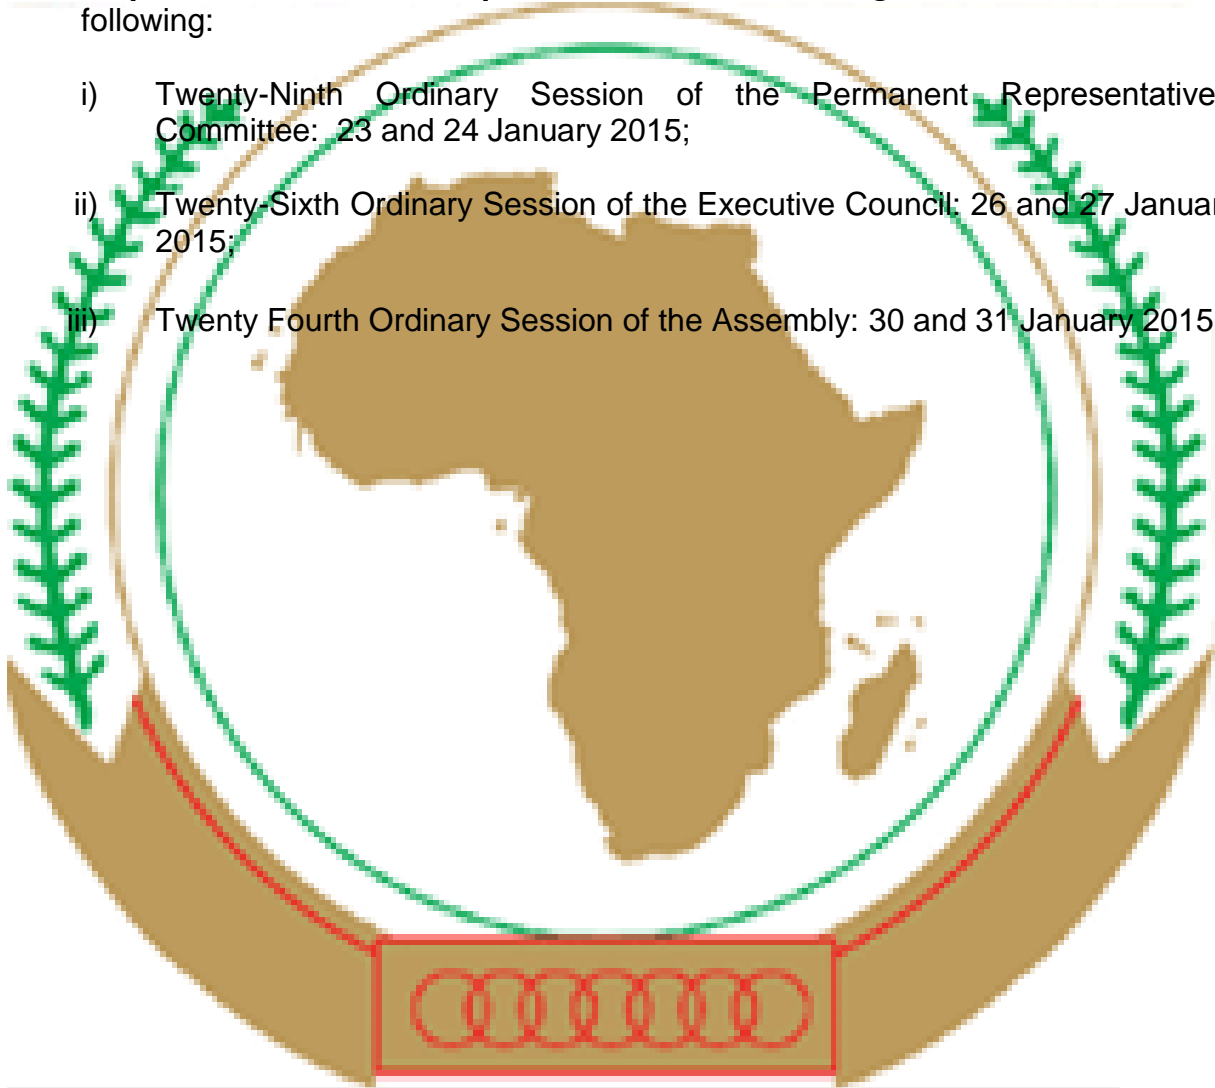 following:
i) Twenty-Ninth Ordinary Session of the Permanent Representative
Committee: 23 and 24 January 2015;
ii) Twenty-Sixth Ordinary Session of the Executive Council: 26 and 27
2015;
iii) Twenty Fourth Ordinary Session of the Assembly: 30 and 31 January 2015